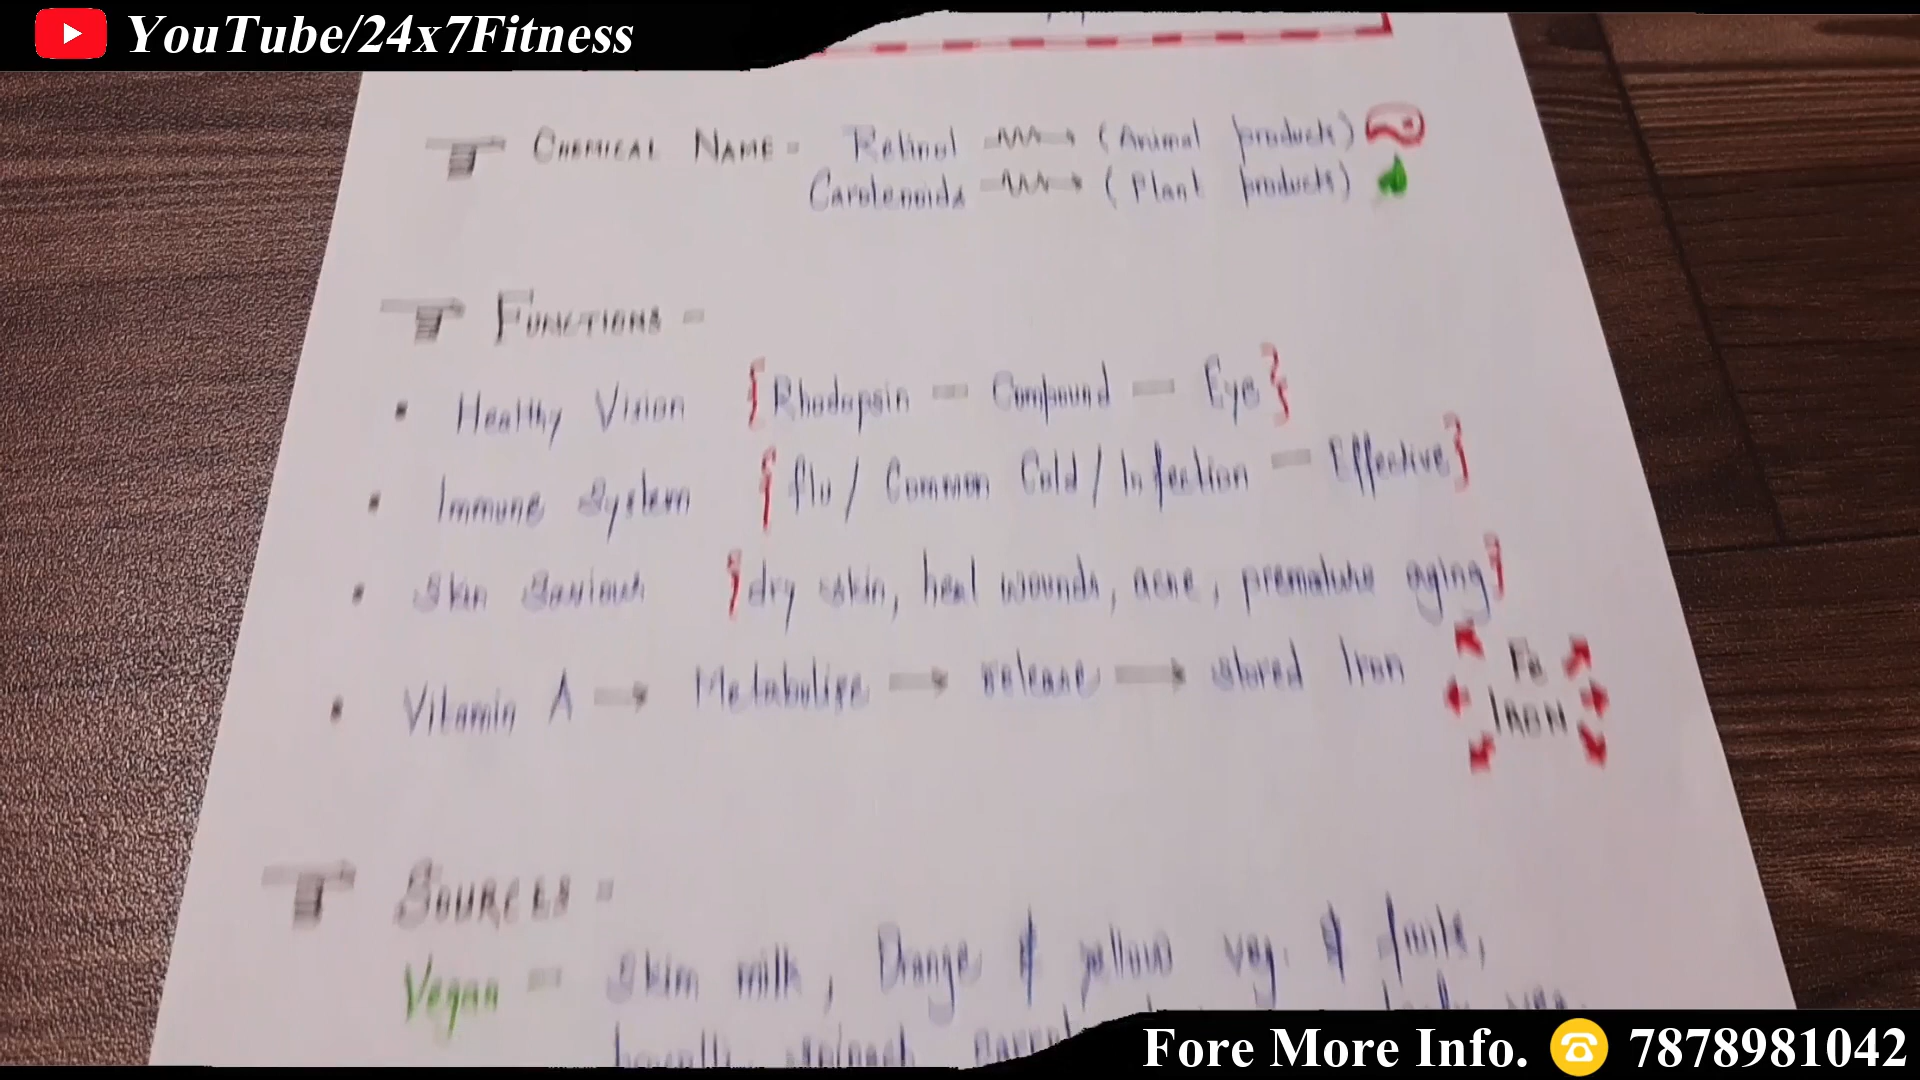 YouTube/24x7Fitness
CHEMICAL NAME = Retinol (Animal products)
Carotenoids (Plant products)
FUNCTIONS =
• Healthy Vision {Rhodopsin — Compound — Eye}
• Immune System {flu / Common Cold / Infection — Effective}
• Skin Saviour {dry skin, heal wounds, acne, premature aging}
• Vitamin A → Metabolise → release → stored Iron
Fe
IRON
SOURCES =
Vegan = Skim milk, Orange & yellow veg. & fruits,
spinach,
Fore More Info. 7878981042